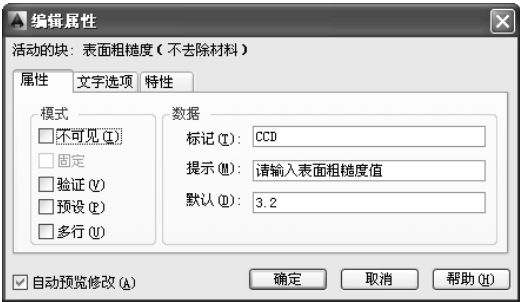 编辑属性
活动的块: 表面粗糙度(不去除材料)
属性 文字选项 特性
模式
不可见(I)
固定
验证(V)
预设(P)
多行(U)
数据
标记(T): CCD
提示(M): 请输入表面粗糙度值
默认(D): 3.2
自动预览修改(A)
确定 取消 帮助(H)